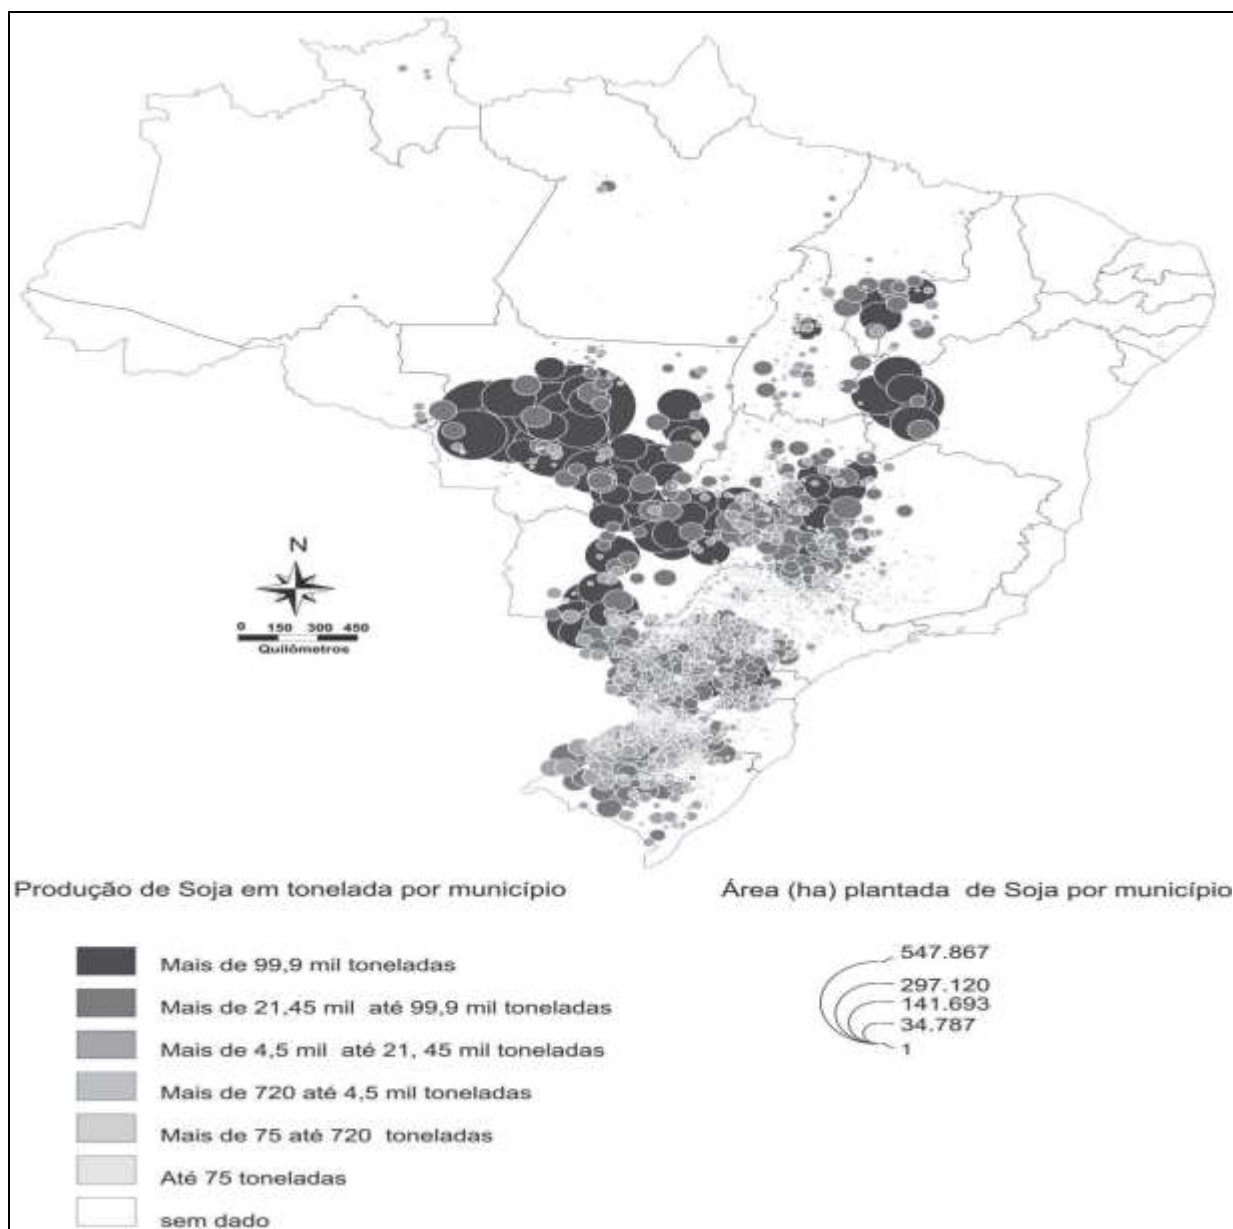 N
0 150 300 450
Quilômetros
Produção de Soja em tonelada por município
Mais de 99,9 mil toneladas
Mais de 21,45 mil até 99,9 mil toneladas
Mais de 4,5 mil até 21, 45 mil toneladas
Mais de 720 até 4,5 mil toneladas
Mais de 75 até 720 toneladas
Até 75 toneladas
sem dado
Área (ha) plantada de Soja por município
547.867
297.120
141.693
34.787
1